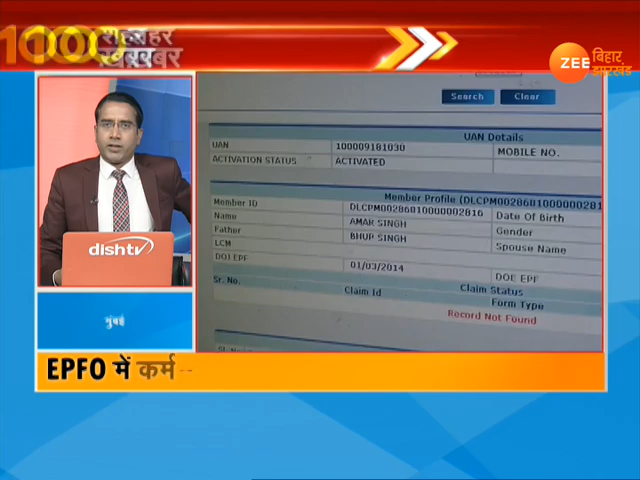 1000
ZEE
बिहार
झारखंड
Search Clear
UAN Details
UAN 100009181030 MOBILE NO.
ACTIVATION STATUS ACTIVATED
Member Profile (DLCPM00286810000000281
Member ID DLCPM00286810000002816 Date Of Birth
Name AMAR SINGH Gender
Father BHUP SINGH Spouse Name
LCM
DOJ EPF 01/03/2014 DOE EPF
Sr. No. Claim Id Claim Status
Form Type
Record Not Found
dishtv
मुंबई
EPFO में कर्म